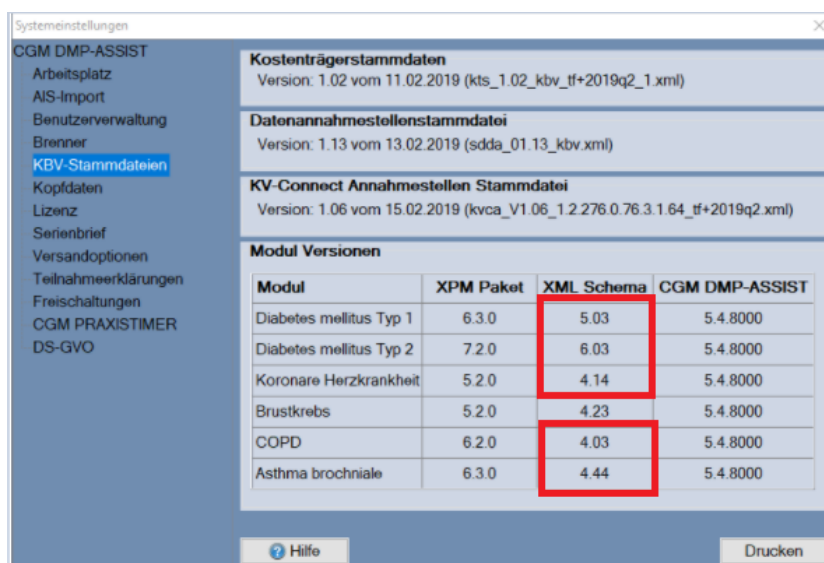 Systemeinstellungen
CGM DMP-ASSIST
Arbeitsplatz
AIS-Import
Benutzerverwaltung
Brenner
KBV-Stammdateien
Kopfdaten
Lizenz
Serienbrief
Versandoptionen
Teilnahmeerklärungen
Freischaltungen
CGM PRAXISTIMER
DS-GVO
Kostenträgerstammdaten
Version: 1.02 vom 11.02.2019 (kts_1.02_kbv_tf+2019q2_1.xml)
Datenannahmestellenstammdatei
Version: 1.13 vom 13.02.2019 (sdda_01.13_kbv.xml)
KV-Connect Annahmestellen Stammdatei
Version: 1.06 vom 15.02.2019 (kvca_V1.06_1.2.276.0.76.3.1.64_tf+2019q2.xml)
Modul Versionen
Modul XPM Paket XML Schema CGM DMP-ASSIST
Diabetes mellitus Typ 1 6.3.0 5.03 5.4.8000
Diabetes mellitus Typ 2 7.2.0 6.03 5.4.8000
Koronare Herzkrankheit 5.2.0 4.14 5.4.8000
Brustkrebs 5.2.0 4.23 5.4.8000
COPD 6.2.0 4.03 5.4.8000
Asthma brochniale 6.3.0 4.44 5.4.8000
Hilfe Drucken